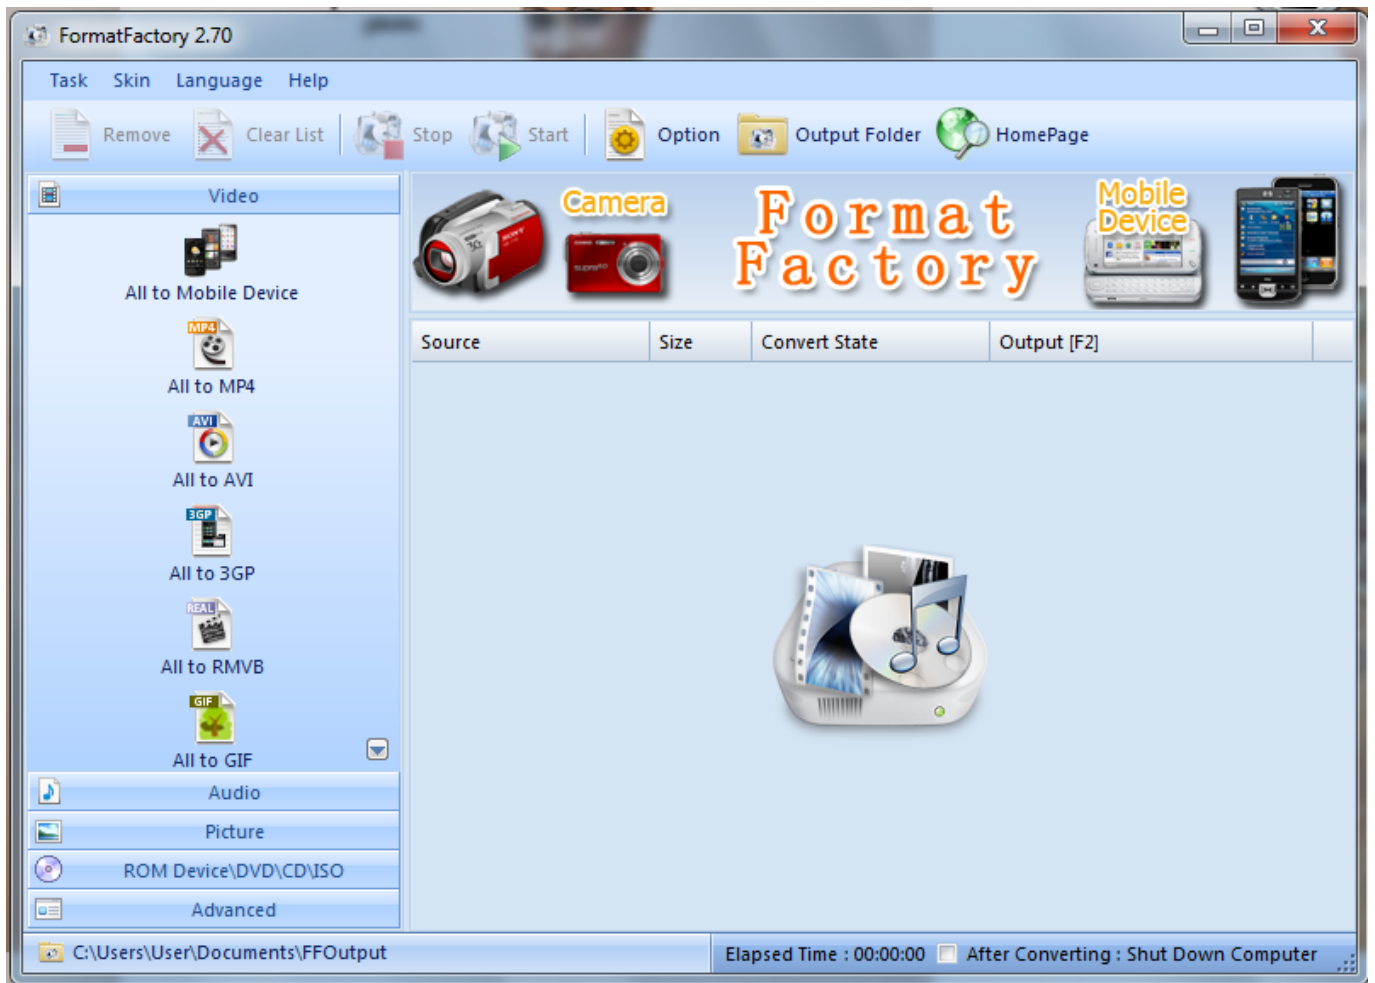 FormatFactory 2.70
Task Skin Language Help
Remove Clear List Stop Start Option Output Folder HomePage
Video
All to Mobile Device
MP4
All to MP4
AVI
All to AVI
3GP
All to 3GP
REAL
All to RMVB
GIF
All to GIF
Audio
Picture
ROM Device\DVD\CD\ISO
Advanced
Camera
SONY
Format
Factory
Mobile
Device
Source Size Convert State Output [F2]
C:\Users\User\Documents\FFOutput
Elapsed Time : 00:00:00 After Converting : Shut Down Computer